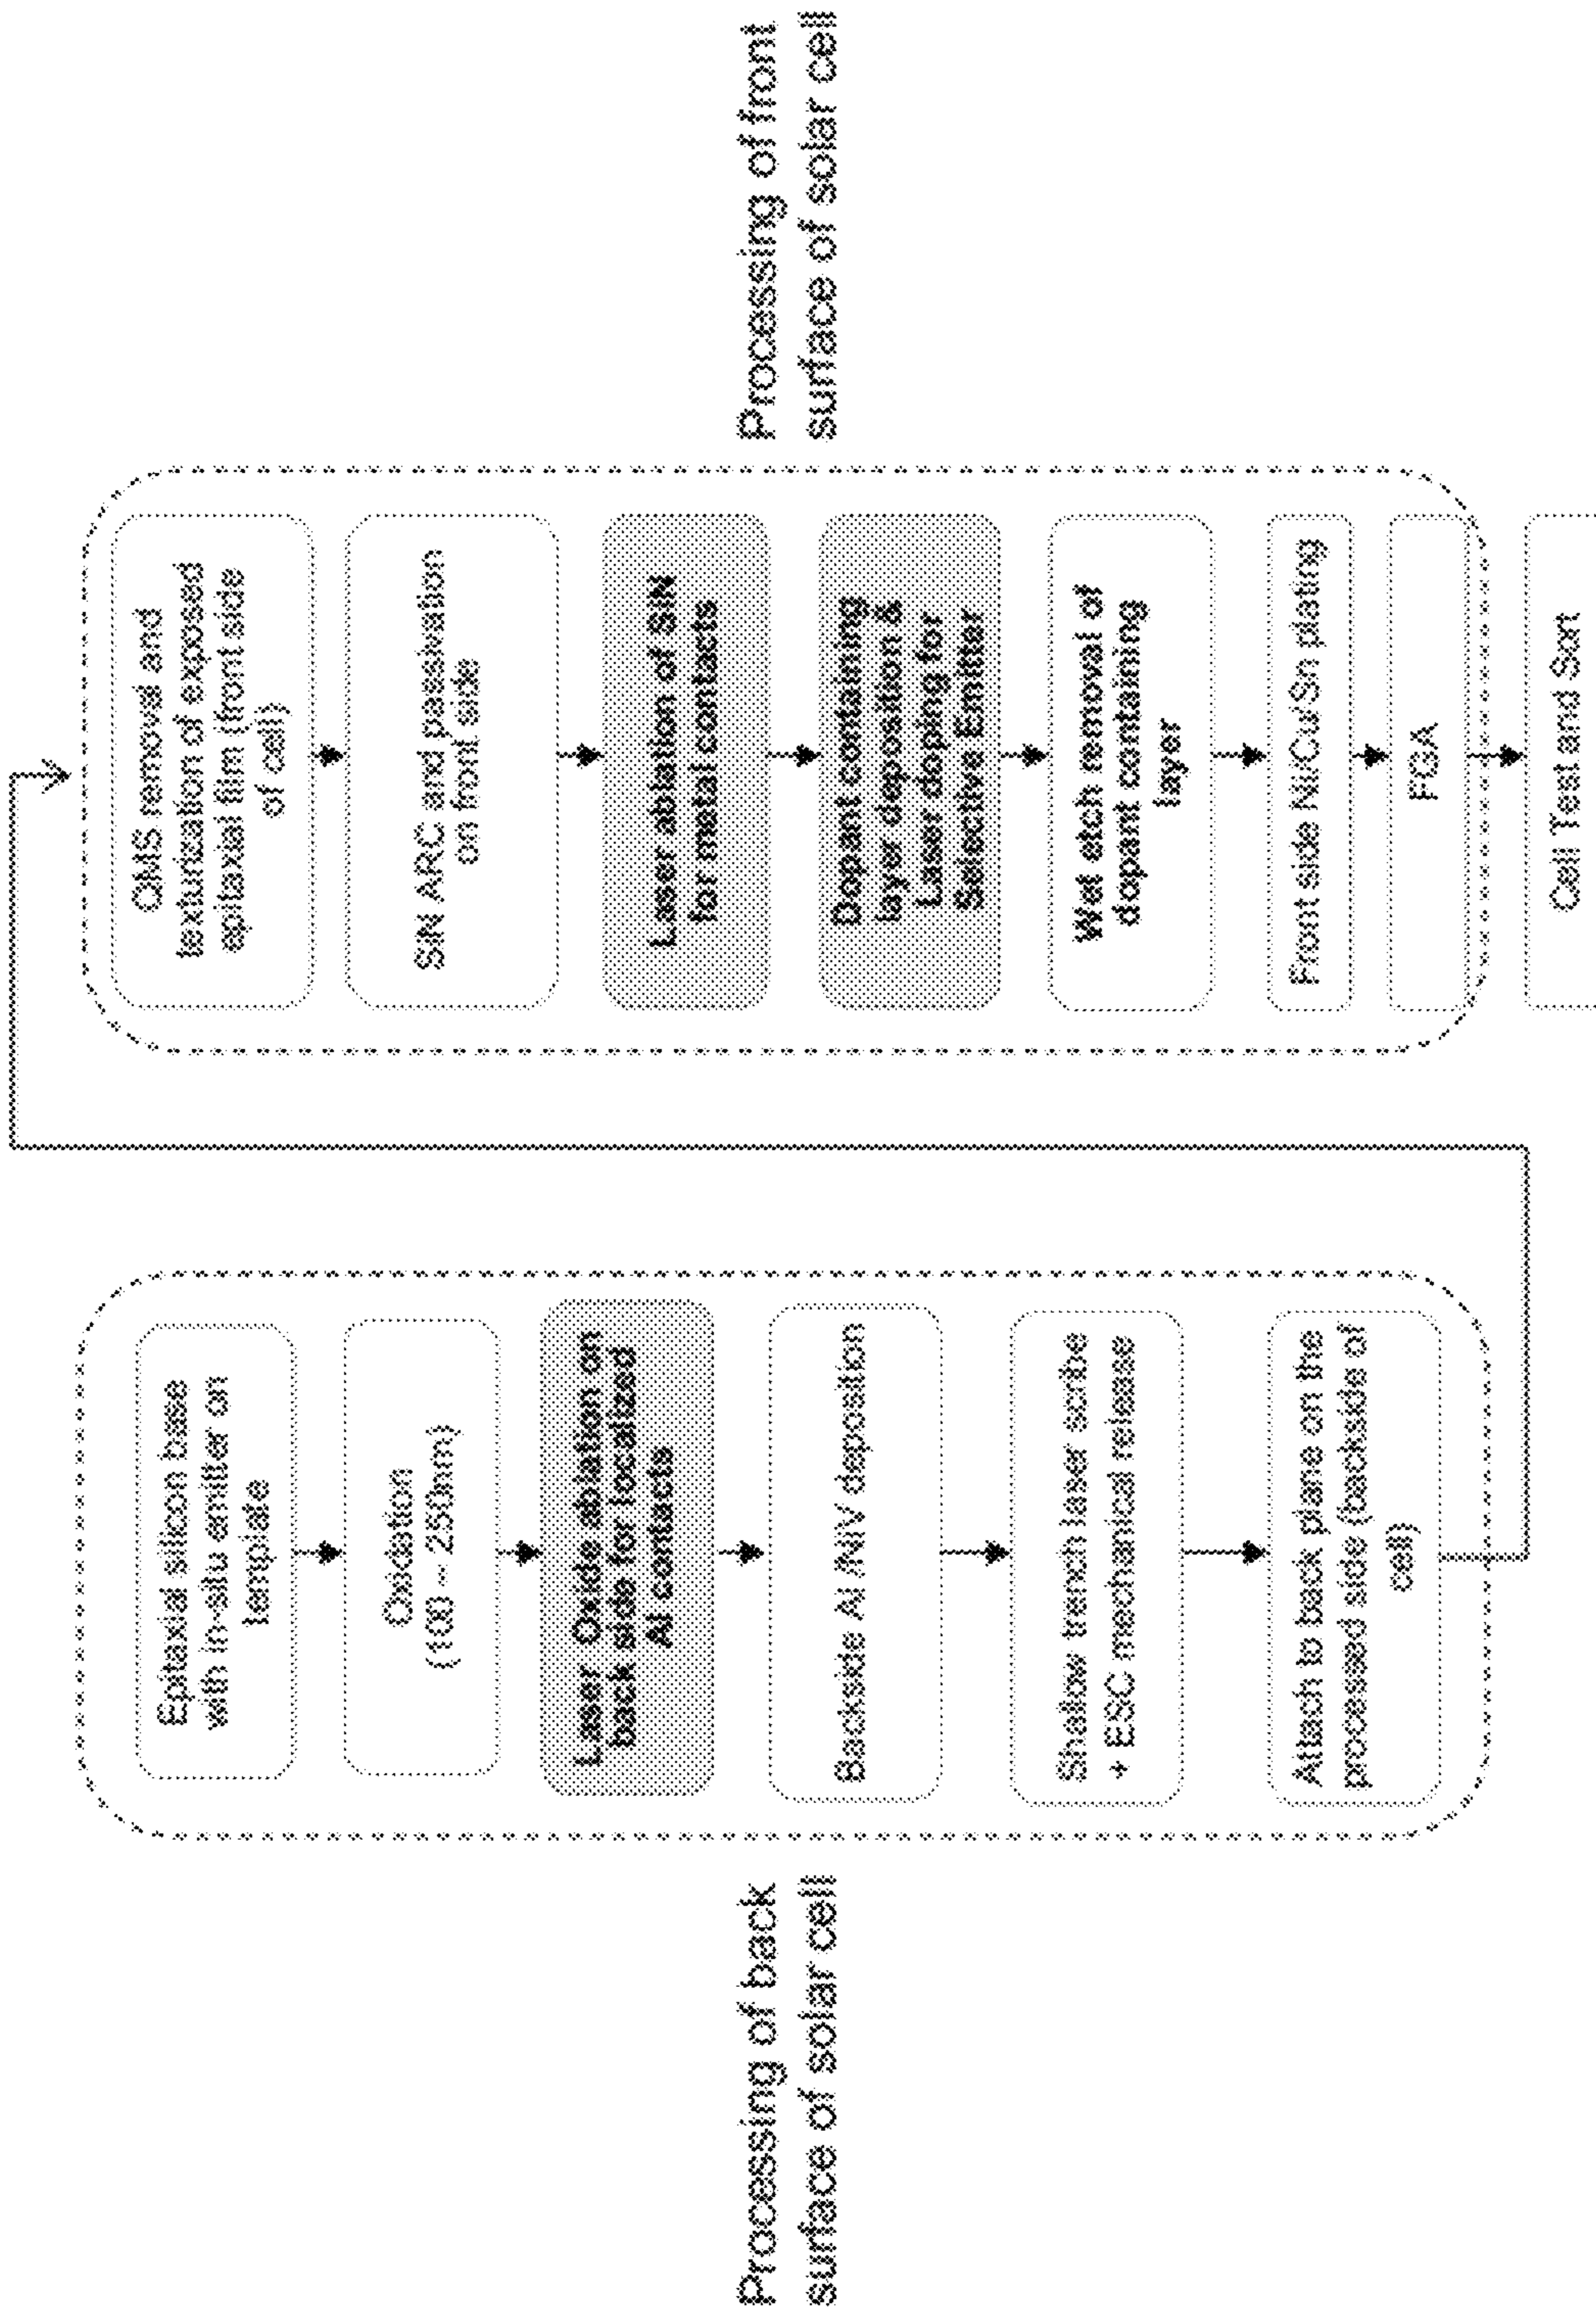 Processing of back
surface of solar cell
Epitaxial silicon base
with in-situ emitter on
template
Oxidation
(100 – 250nm)
Laser Oxide ablation on
back side for localized
Al contacts
Backside Al /NiV deposition
Shallow trench laser scribe
+ ESC mechanical release
Attach to back plane on the
processed side (backside of
cell)
QMS removal and
texturization of exposed
epitaxial film (front side
of cell)
SiN ARC and passivation
on front side
Laser ablation of SiN
for metal contacts
Dopant containing
layer deposition &
Laser doping for
Selective Emitter
Wet etch removal of
dopant containing
layer
Front side Ni/Cu/Sn plating
FGA
Cell Test and Sort
Processing of front
surface of solar cell